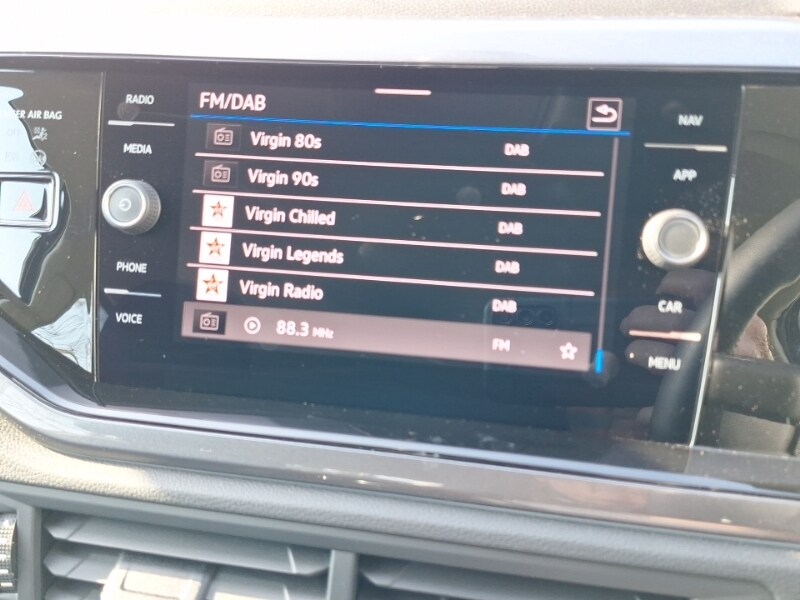 RADIO
FM/DAB
NAV
AIR BAG
OFF
MEDIA
Virgin 80s DAB
Virgin 90s DAB
APP
Virgin Chilled DAB
Virgin Legends DAB
PHONE
Virgin Radio DAB
CAR
VOICE
88.3 MHz FM
MENU